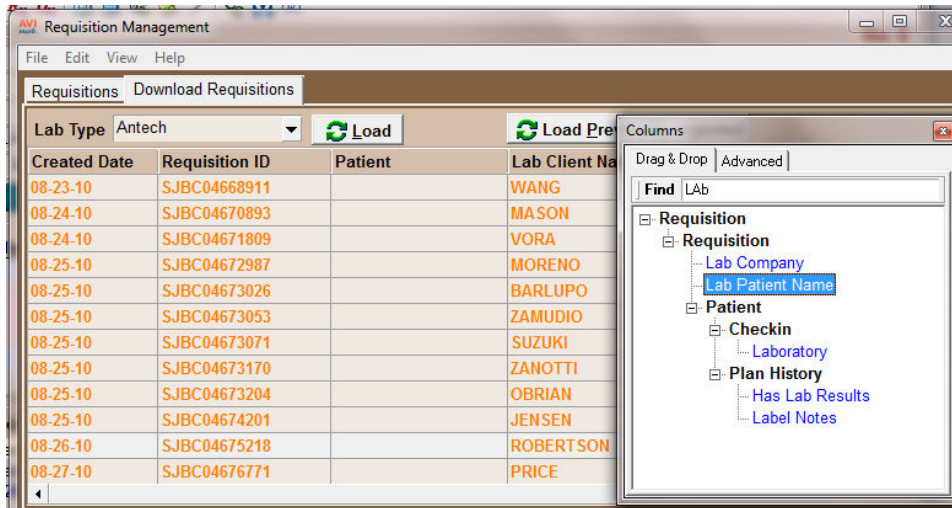 AVImark Requisition Management
File Edit View Help
Requisitions Download Requisitions
Lab Type Antech Load Load Prev
Created Date Requisition ID Patient Lab Client Na
08-23-10 SJBC04668911 WANG
08-24-10 SJBC04670893 MASON
08-24-10 SJBC04671809 VORA
08-25-10 SJBC04672987 MORENO
08-25-10 SJBC04673026 BARLUPO
08-25-10 SJBC04673053 ZAMUDIO
08-25-10 SJBC04673071 SUZUKI
08-25-10 SJBC04673170 ZANOTTI
08-25-10 SJBC04673204 OBRIAN
08-25-10 SJBC04674201 JENSEN
08-26-10 SJBC04675218 ROBERTSON
08-27-10 SJBC04676771 PRICE
Columns
Drag & Drop Advanced
Find LAb
Requisition
Requisition
Lab Company
Lab Patient Name
Patient
Checkin
Laboratory
Plan History
Has Lab Results
Label Notes